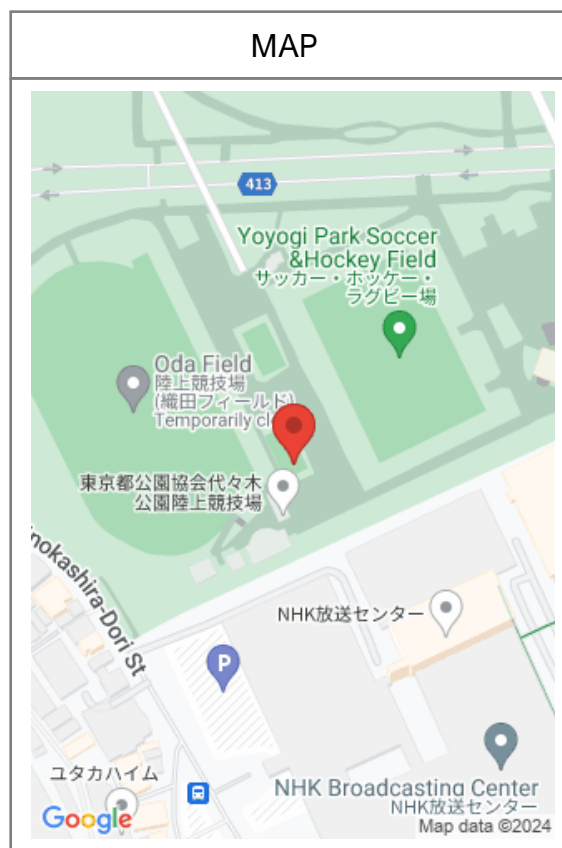 MAP
413
Yoyogi Park Soccer
&Hockey Field
サッカー・ホッケー・
ラグビー場
Oda Field
陸上競技場
(織田フィールド)
Temporarily
東京都公園協会代々木
公園陸上競技場
nokashira-Dori St
NHK放送センター
P
ユタカハイム
NHK Broadcasting Center
NHK放送センター
Google
Map data ©2024